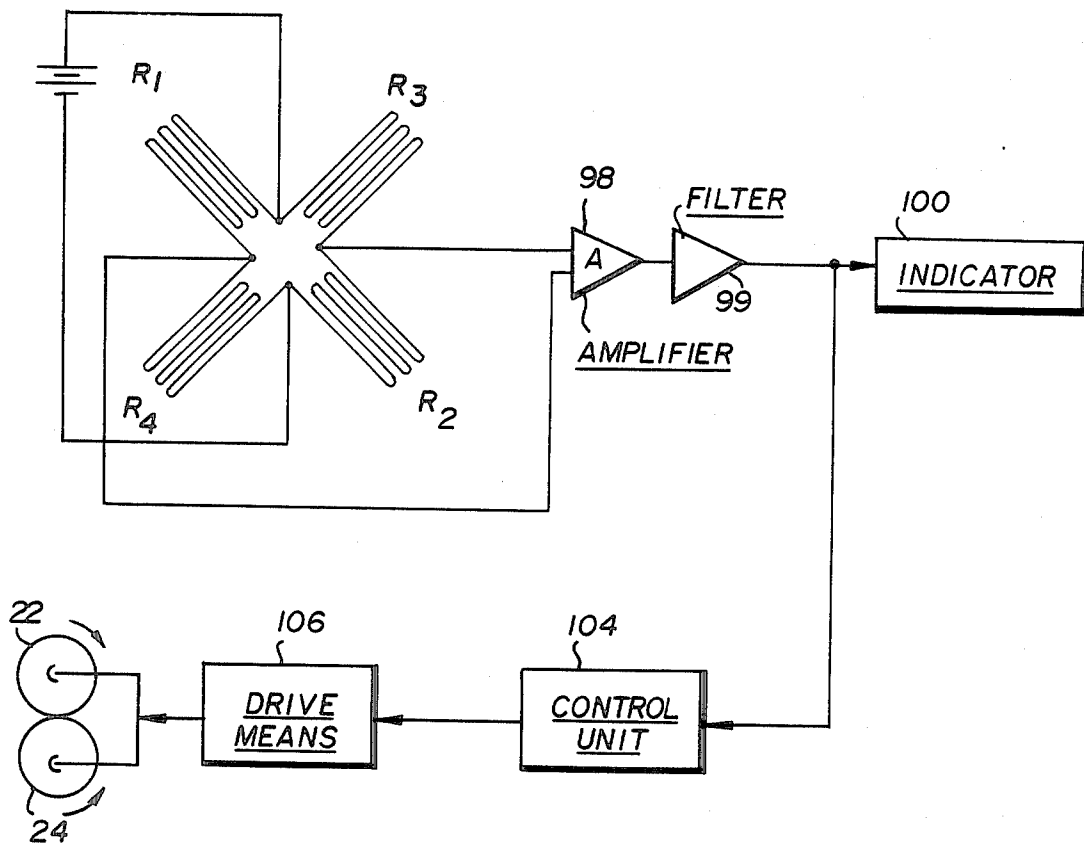 R1
R3
98
FILTER
100
A
INDICATOR
99
AMPLIFIER
R4
R2
22
106
104
DRIVE
MEANS
CONTROL
UNIT
24